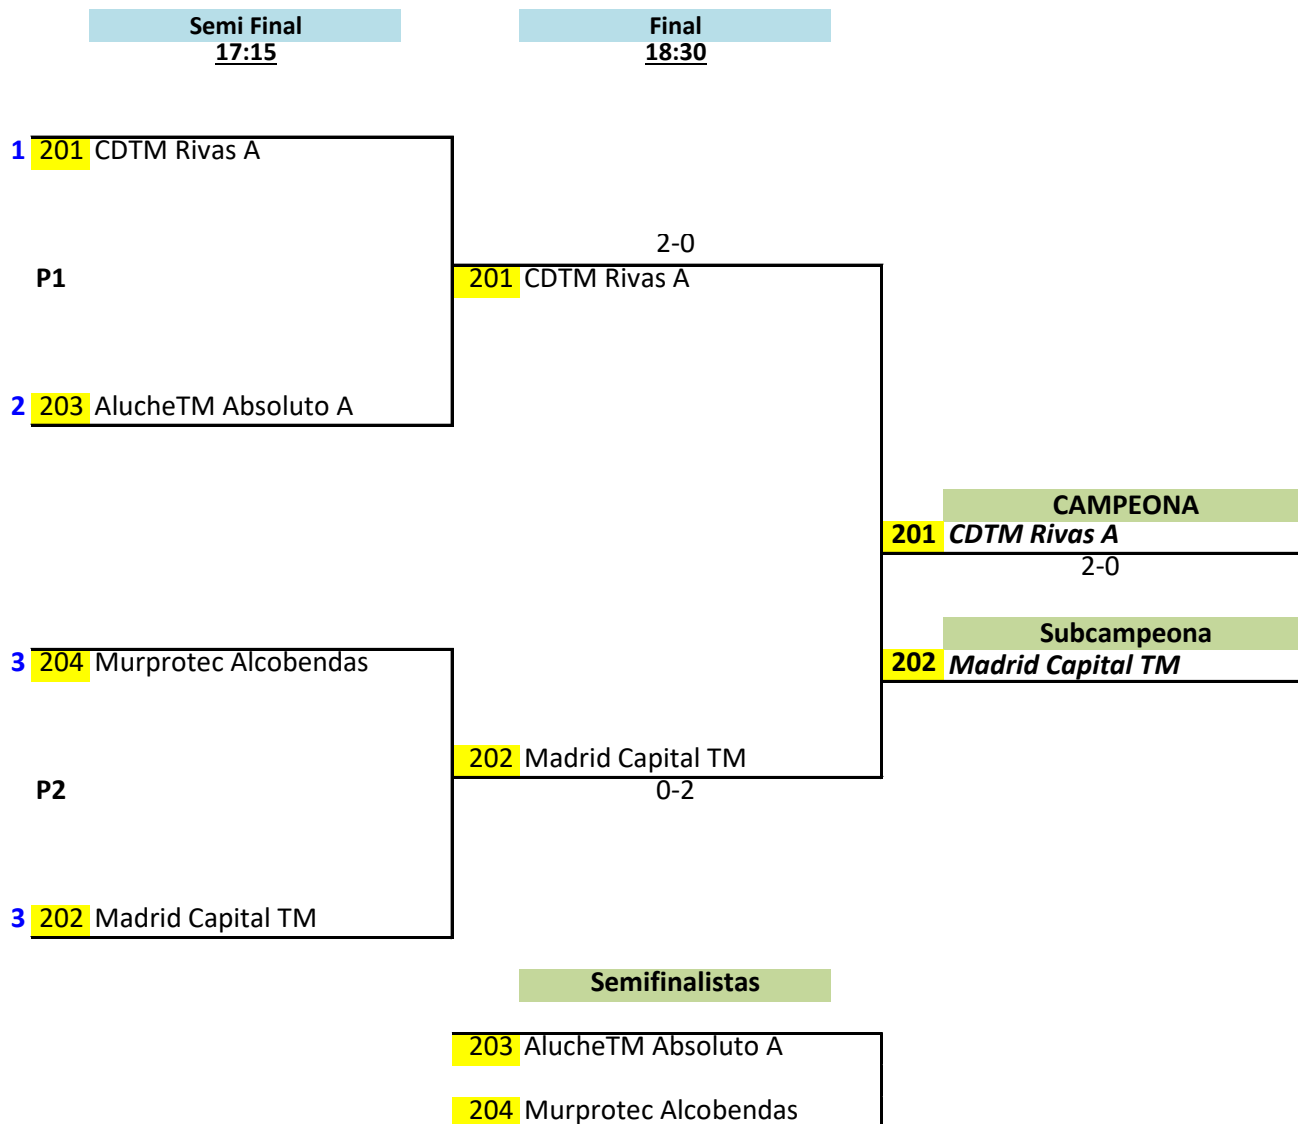 Semi Final
Final
17:15
18:30
1 201 CDTM Rivas A
2-0
P1
201 CDTM Rivas A
2 203 AlucheTM Absoluto A
CAMPEONA
201 CDTM Rivas A
2-0
Subcampeona
3 204 Murprotec Alcobendas
202 Madrid Capital TM
202 Madrid Capital TM
P2
0-2
3 202 Madrid Capital TM
Semifinalistas
203 AlucheTM Absoluto A
204 Murprotec Alcobendas